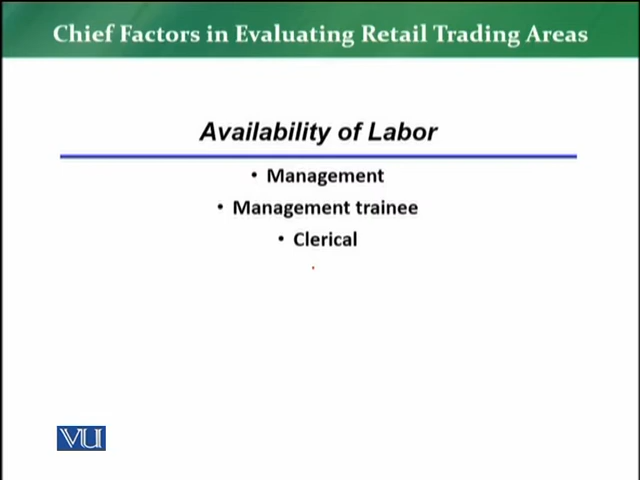 Chief Factors in Evaluating Retail Trading Areas
Availability of Labor
• Management
• Management trainee
• Clerical
VU